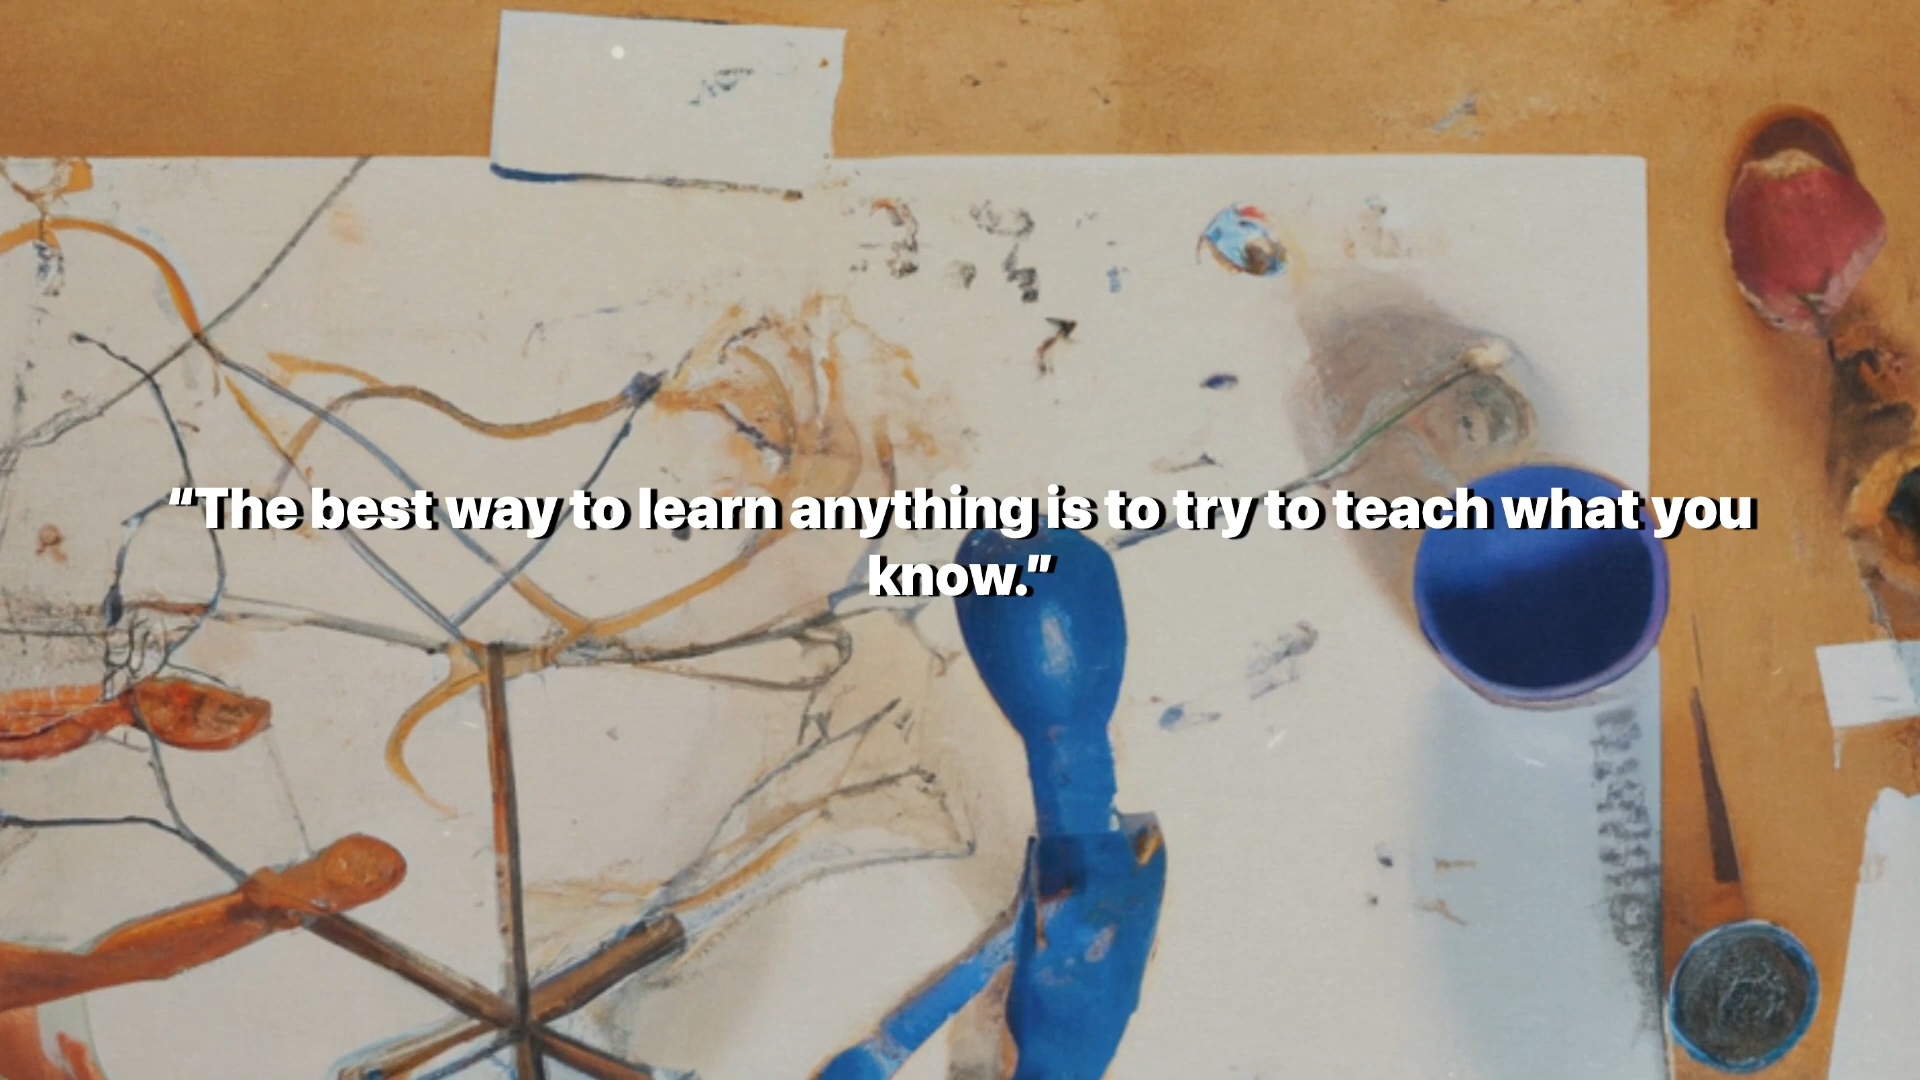 “The best way to learn anything is to try to teach what you
know.”